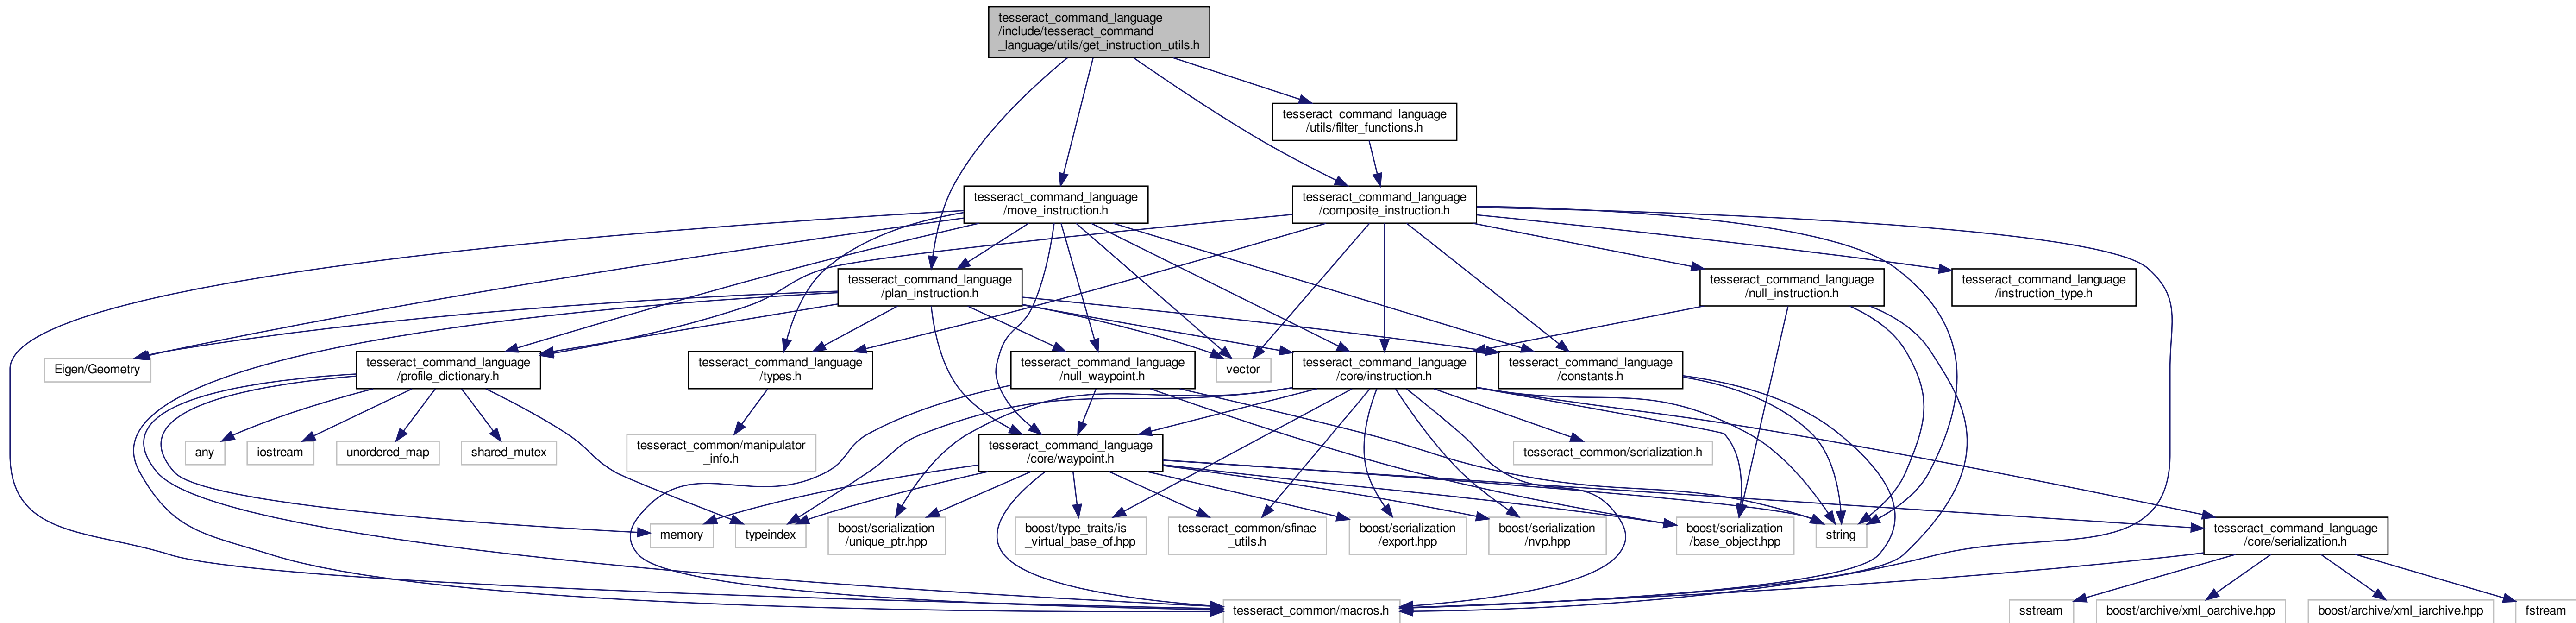 tesseract_command_language
/include/tesseract_command
_language/utils/get_instruction_utils.h
tesseract_command_language
/utils/filter_functions.h
tesseract_command_language
/move_instruction.h
tesseract_command_language
/composite_instruction.h
tesseract_command_language
/plan_instruction.h
tesseract_command_language
/null_instruction.h
tesseract_command_language
/instruction_type.h
Eigen/Geometry
tesseract_command_language
/profile_dictionary.h
tesseract_command_language
/types.h
tesseract_command_language
/null_waypoint.h
vector
tesseract_command_language
/core/instruction.h
tesseract_command_language
/constants.h
any
iostream
unordered_map
shared_mutex
tesseract_common/manipulator
_info.h
tesseract_command_language
/core/waypoint.h
tesseract_common/serialization.h
memory
typeindex
boost/serialization
/unique_ptr.hpp
boost/type_traits/is
_virtual_base_of.hpp
tesseract_common/sfinae
_utils.h
boost/serialization
/export.hpp
boost/serialization
/nvp.hpp
boost/serialization
/base_object.hpp
string
tesseract_command_language
/core/serialization.h
tesseract_common/macros.h
sstream
boost/archive/xml_oarchive.hpp
boost/archive/xml_iarchive.hpp
fstream